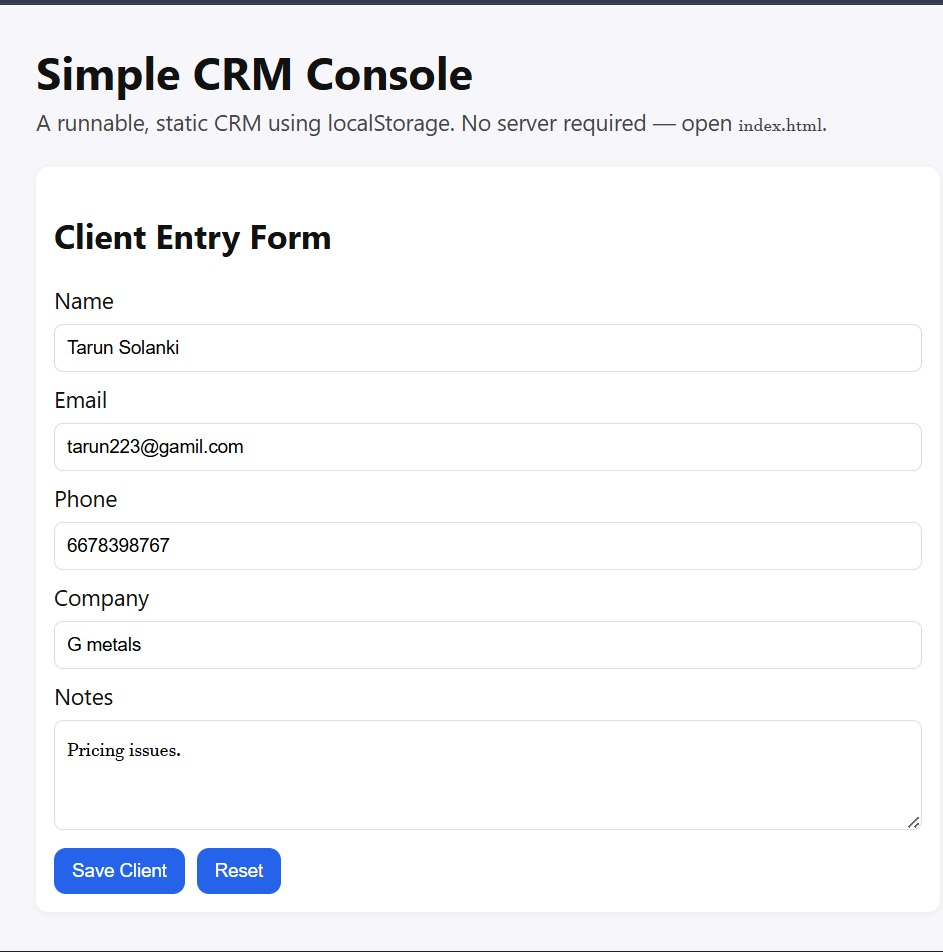 Simple CRM Console
A runnable, static CRM using localStorage. No server required — open index.html.
Client Entry Form
Name
Tarun Solanki
Email
tarun223@gamil.com
Phone
6678398767
Company
G metals
Notes
Pricing issues.
Save Client Reset